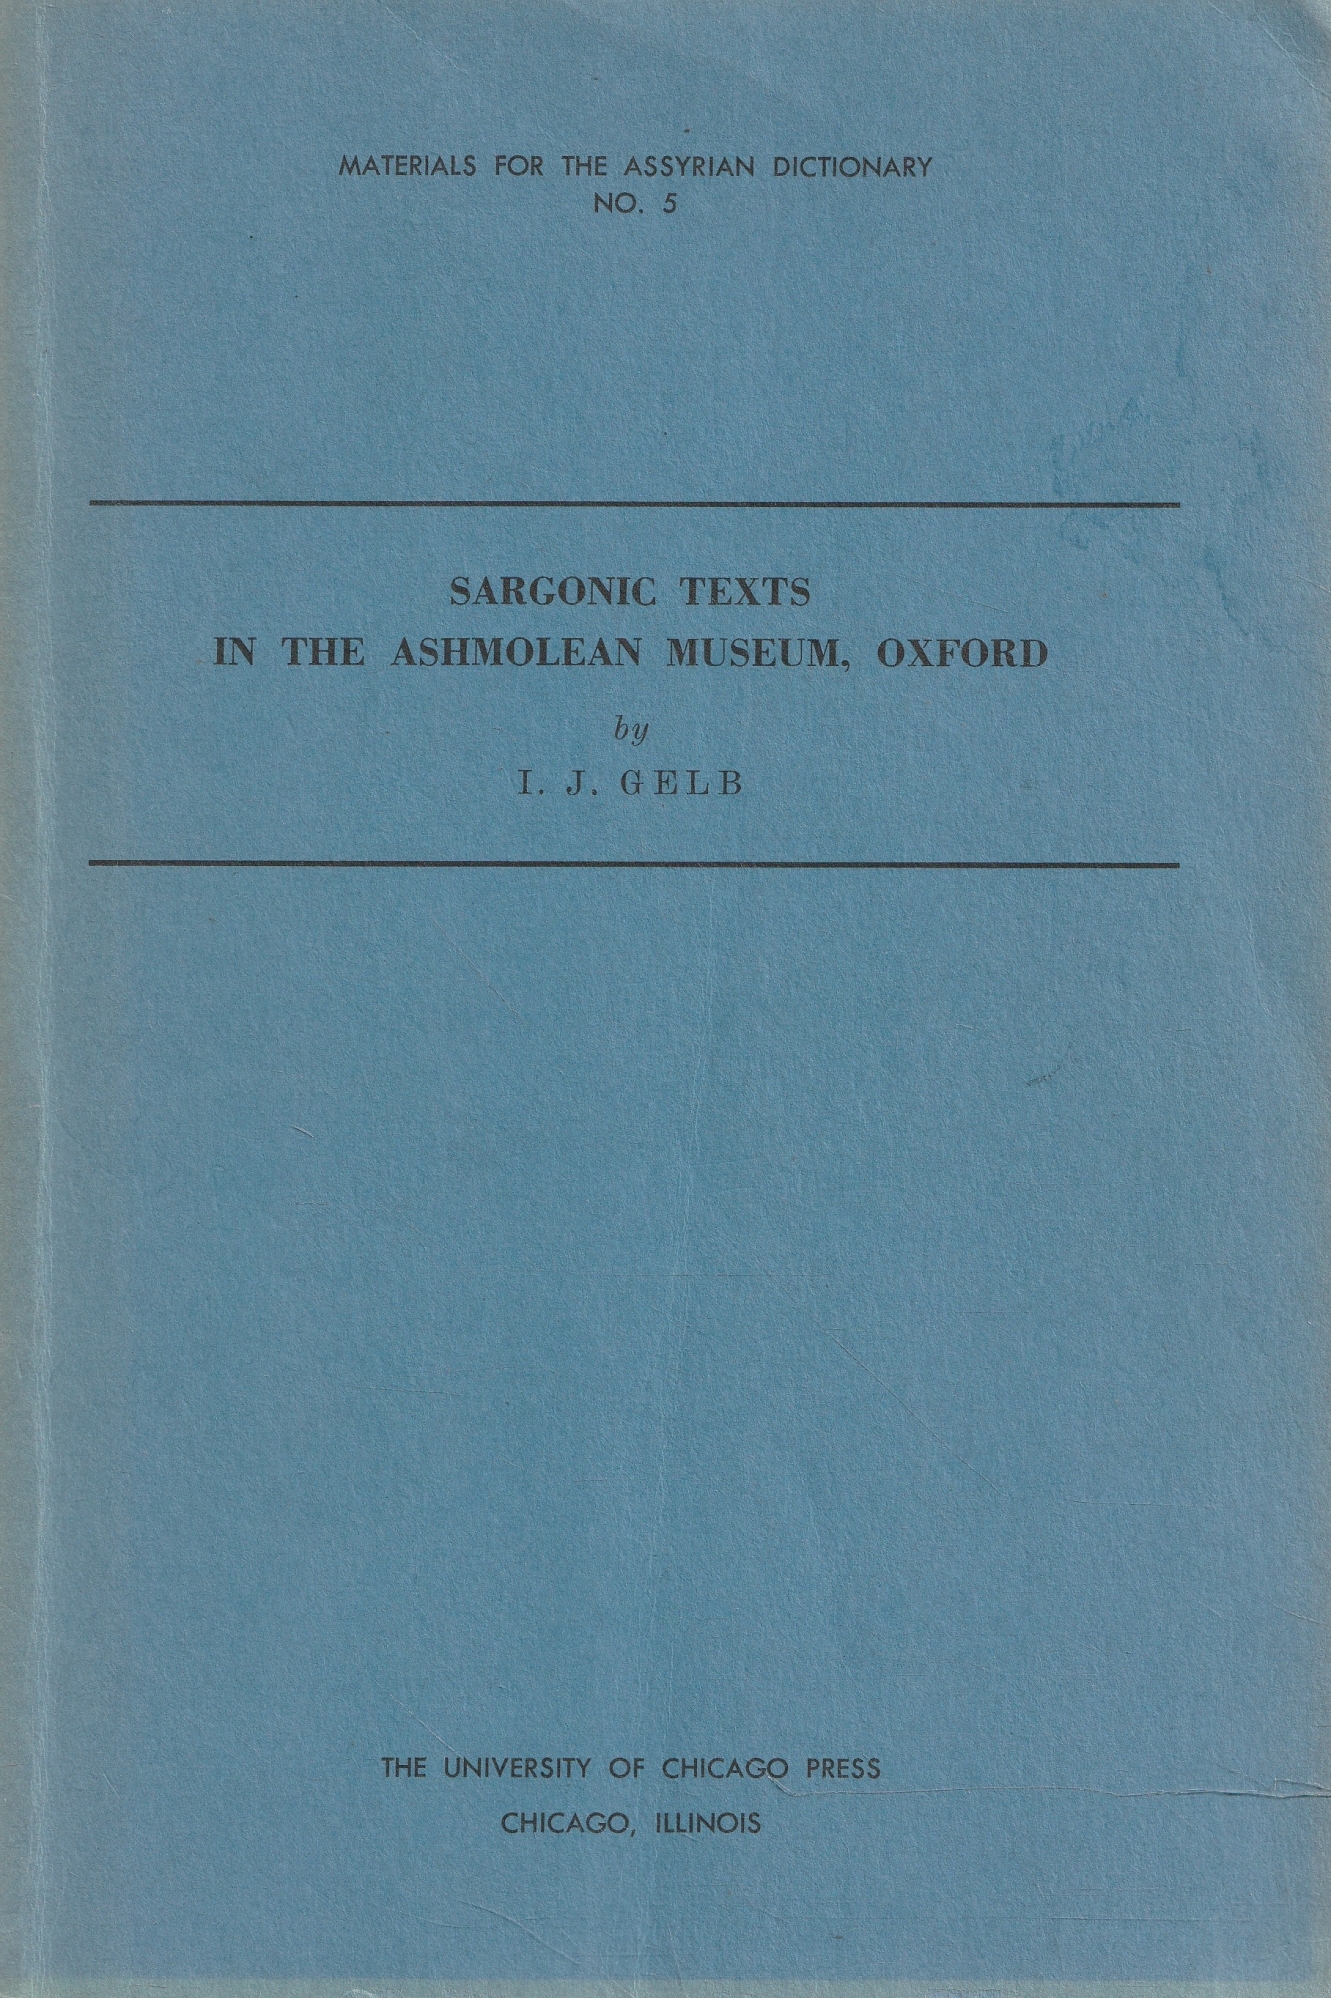 MATERIALS FOR THE ASSYRIAN DICTIONARY
NO. 5
SARGONIC TEXTS
IN THE ASHMOLEAN MUSEUM, OXFORD
by
I. J. GELB
THE UNIVERSITY OF CHICAGO PRESS
CHICAGO, ILLINOIS